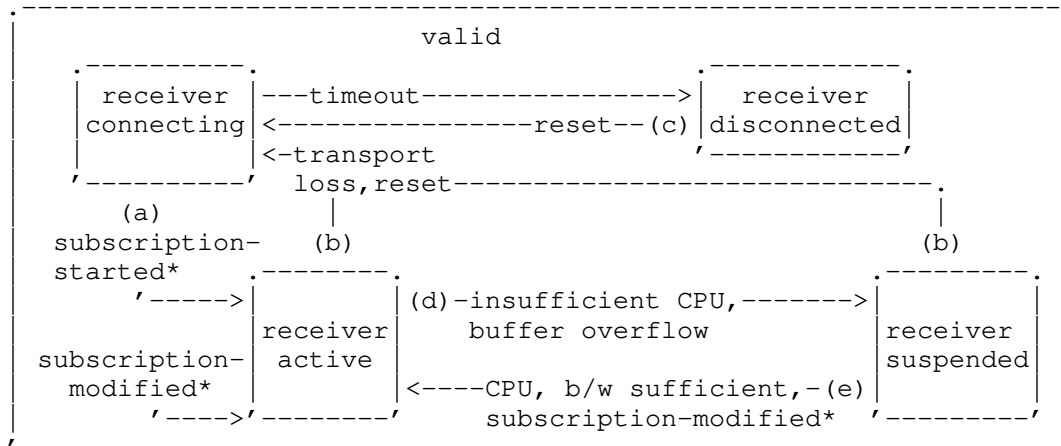 valid
receiver ---timeout----------------> receiver
connecting <----------------reset--(c) disconnected
<-transport
loss,reset------------------------------.
(a)
subscription- (b) (b)
started*
'-----> (d)-insufficient CPU,------->
receiver buffer overflow receiver
subscription- active suspended
modified* <----CPU, b/w sufficient,-(e)
'----> subscription-modified*